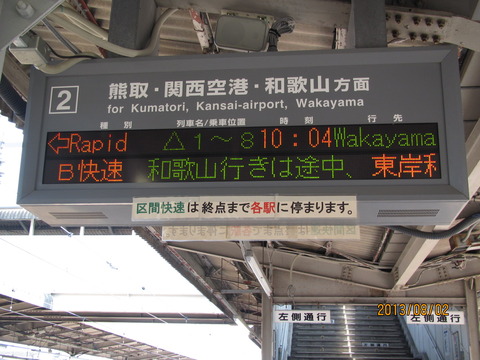 2
熊取・関西空港・和歌山方面
for Kumatori, Kansai-airport, Wakayama
種別 列車名/乗車位置 時刻 行先
⇦Rapid △1～8 10:04 Wakayama
B快速 和歌山行きは途中、東岸和
区間快速は終点まで各駅に停まります。
左側通行
左側通行
2013/08/02